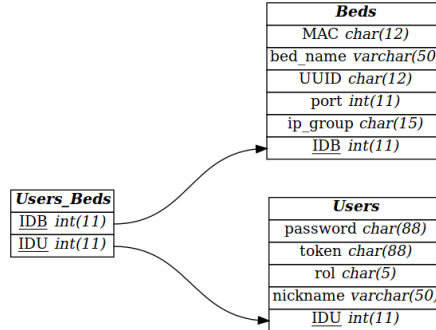 Beds
MAC char(12)
bed_name varchar(50)
UUID char(12)
port int(11)
ip_group char(15)
IDB int(11)
Users_Beds
IDB int(11)
IDU int(11)
Users
password char(88)
token char(88)
rol char(5)
nickname varchar(50)
IDU int(11)